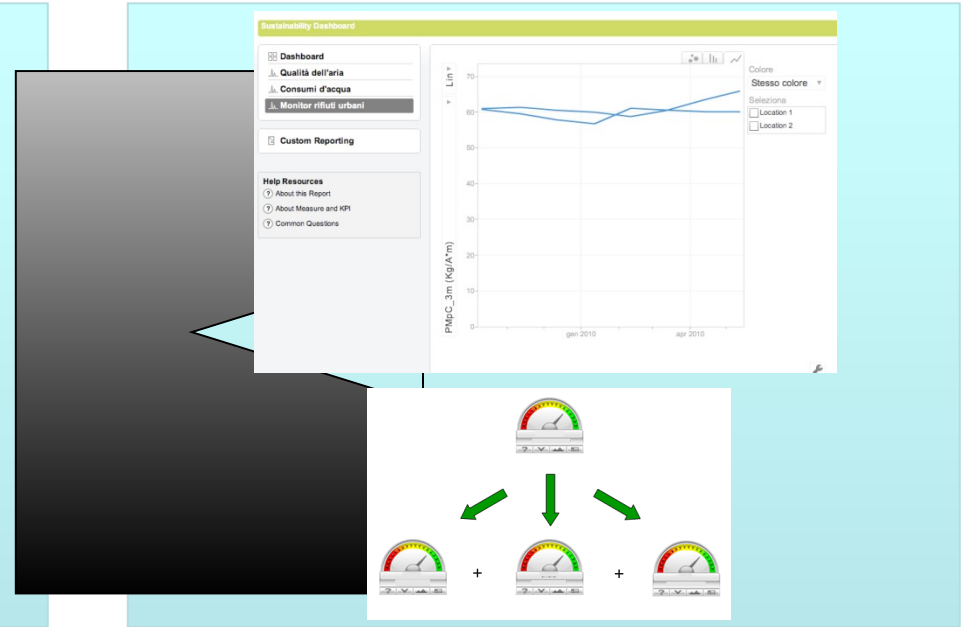 Sustainability Dashboard
Dashboard
Qualità dell'aria
Consumi d'acqua
Monitor rifiuti urbani
Custom Reporting
Help Resources
? About this Report
? About Measure and KPI
? Common Questions
Lin
PMpC_3m (Kg/A*m)
70
60
50
40
30
20
10
0
gen 2010
apr 2010
Colore
Stesso colore
Seleziona
Location 1
Location 2
+
+